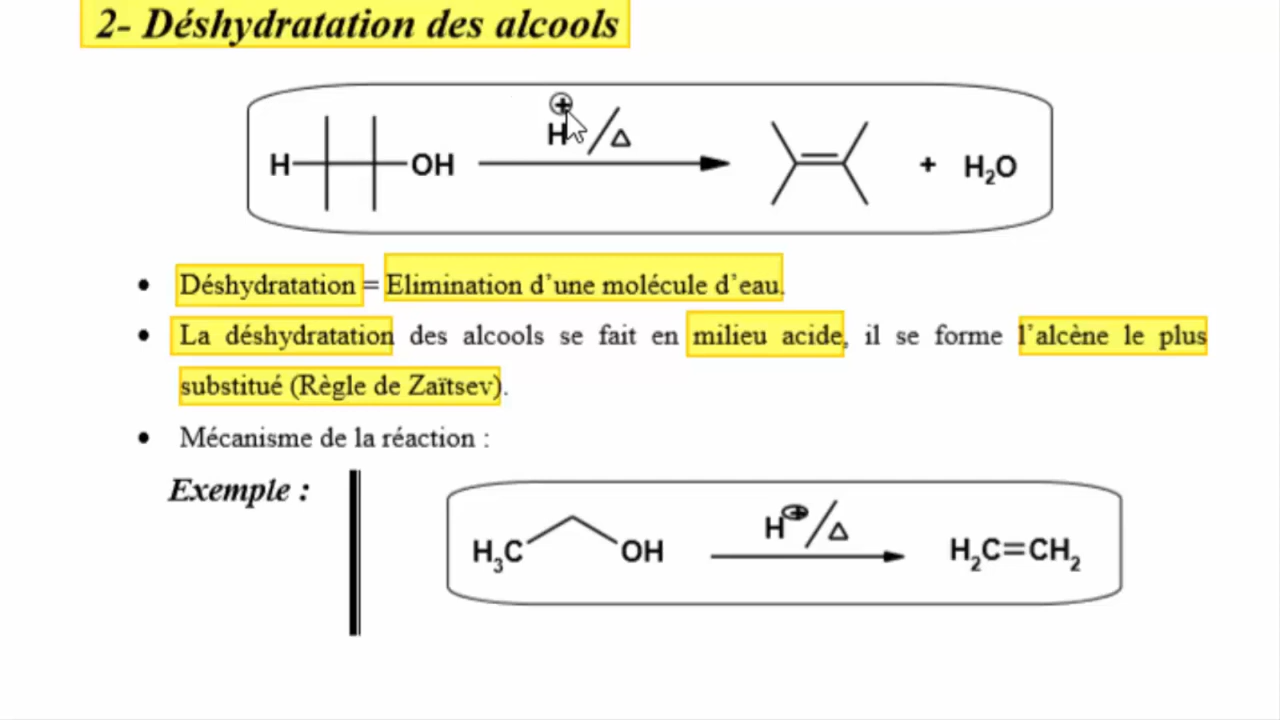 2- Déshydratation des alcools
H OH H⊕/Δ + H₂O
• Déshydratation = Elimination d'une molécule d'eau.
• La déshydratation des alcools se fait en milieu acide, il se forme l'alcène le plus
substitué (Règle de Zaïtsev).
• Mécanisme de la réaction :
Exemple :
H₃C OH H⊕/Δ H₂C=CH₂